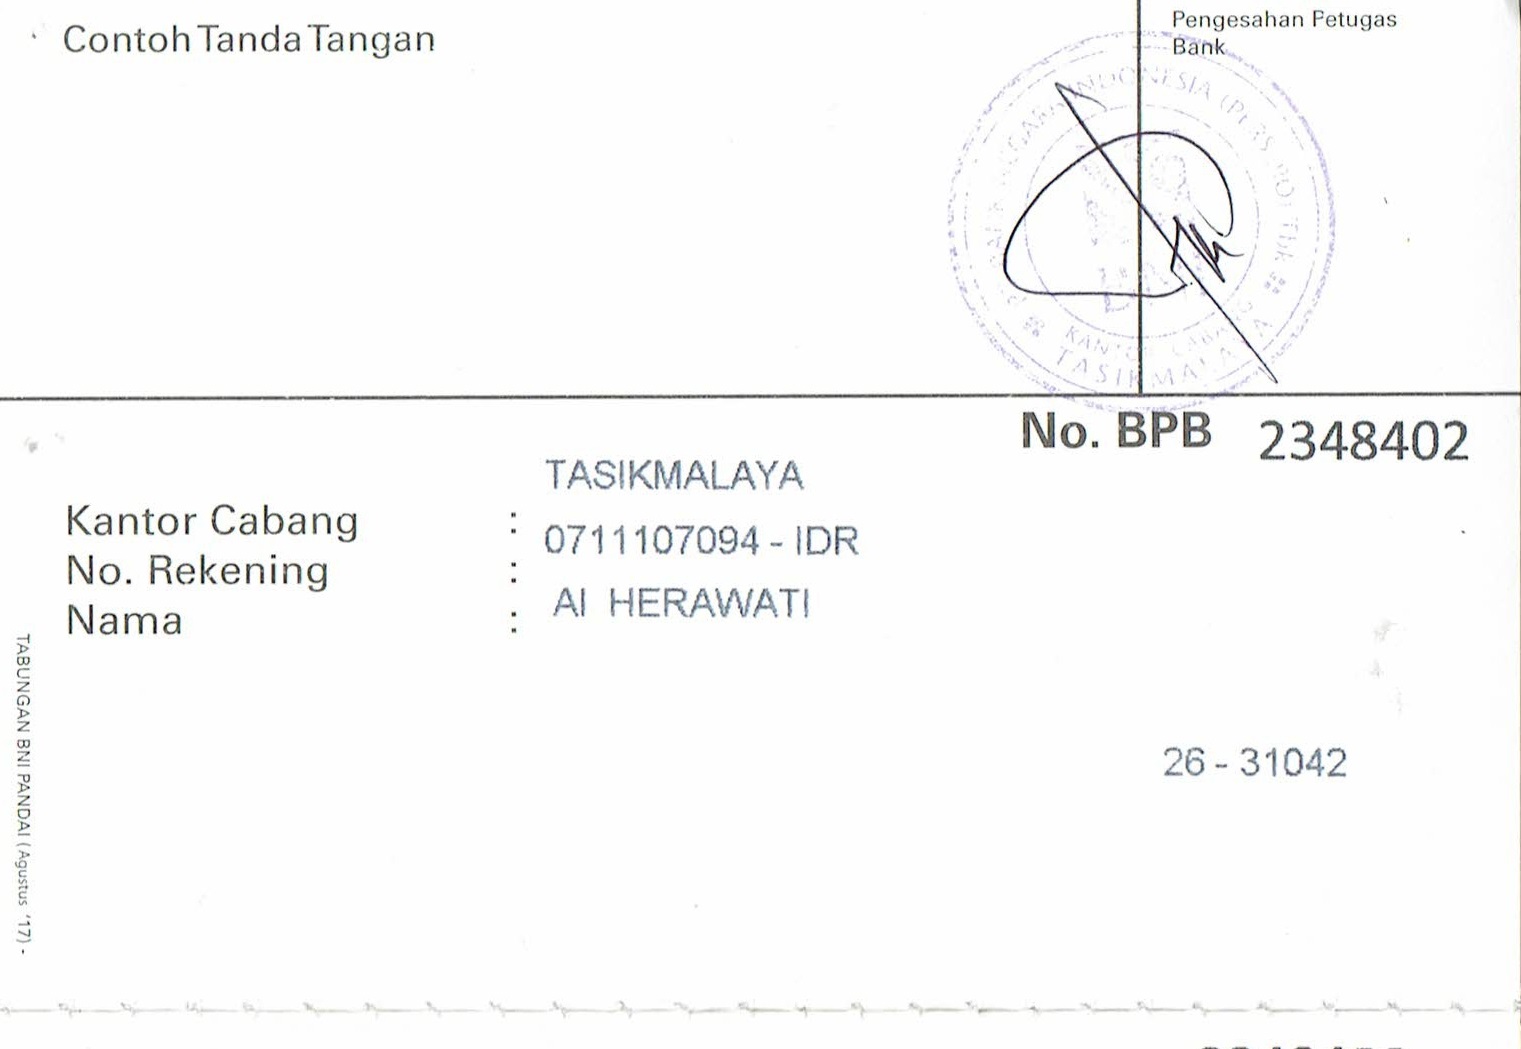 Contoh Tanda Tangan
Pengesahan Petugas
Bank
NEGARA INDONESIA (PERSERO) Tbk
KANTOR CABANG
TASIKMALAYA
No. BPB 2348402
TASIKMALAYA
Kantor Cabang :
0711107094 - IDR
No. Rekening :
AI HERAWATI
Nama :
26 - 31042
TABUNGAN BNI PANDAI (Agustus '17) -